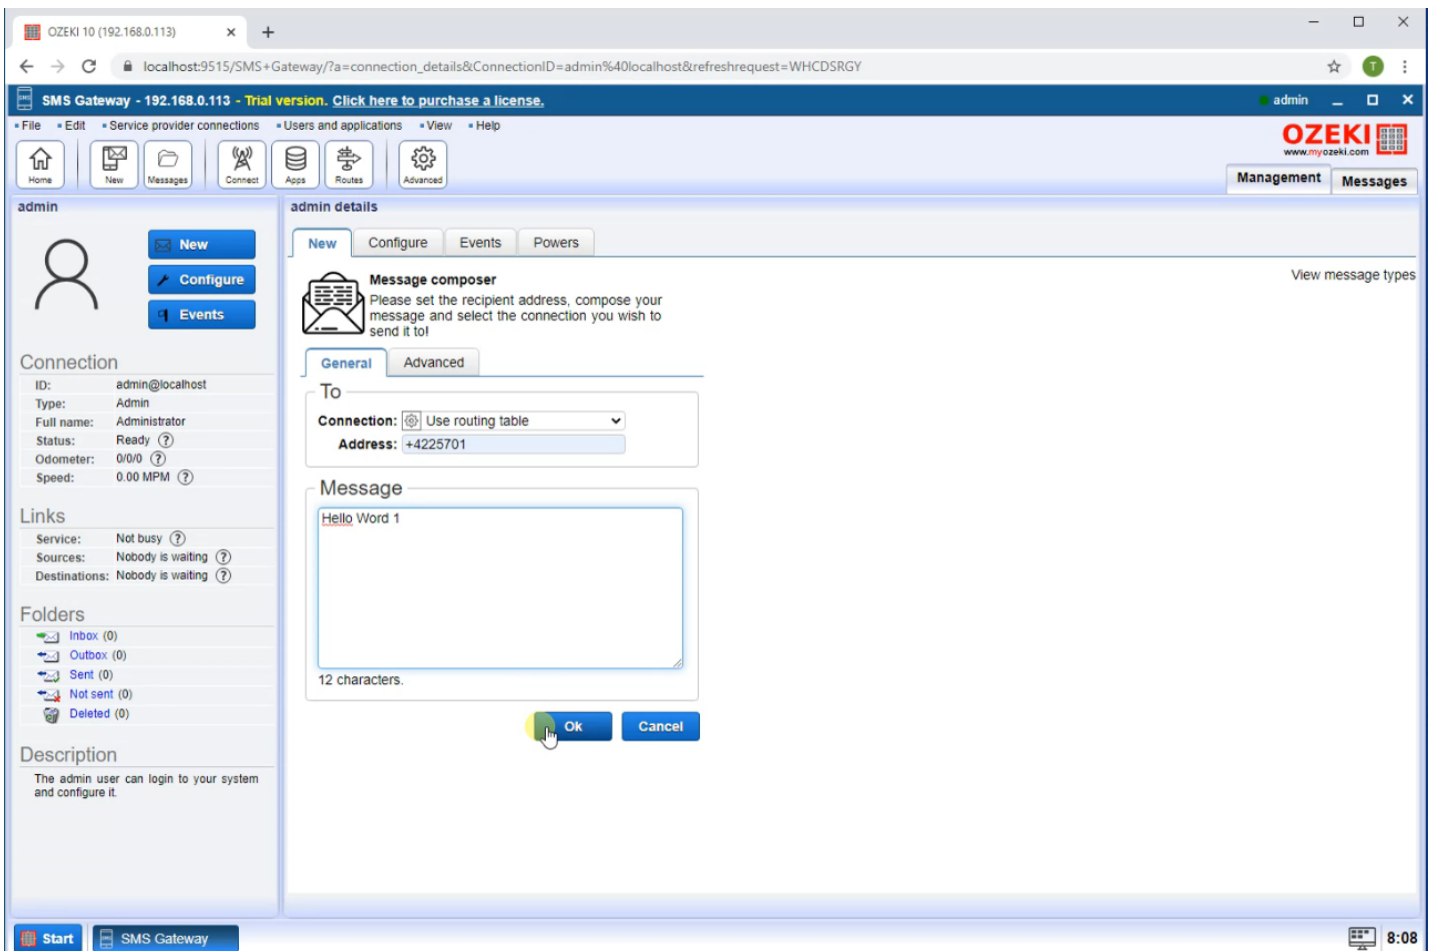 OZEKI 10 (192.168.0.113)
localhost:9515/SMS+Gateway/?a=connection_details&ConnectionID=admin%40localhost&refreshrequest=WHCDSRGY
T
SMS Gateway - 192.168.0.113 - Trial version. Click here to purchase a license.
admin
File Edit Service provider connections Users and applications View Help
OZEKI
www.myozeki.com
Home New Messages Connect Apps Routes Advanced
Management Messages
admin
New
Configure
Events
Connection
ID: admin@localhost
Type: Admin
Full name: Administrator
Status: Ready ?
Odometer: 0/0/0 ?
Speed: 0.00 MPM ?
Links
Service: Not busy ?
Sources: Nobody is waiting ?
Destinations: Nobody is waiting ?
Folders
Inbox (0)
Outbox (0)
Sent (0)
Not sent (0)
Deleted (0)
Description
The admin user can login to your system
and configure it.
admin details
New Configure Events Powers
View message types
Message composer
Please set the recipient address, compose your
message and select the connection you wish to
send it to!
General Advanced
To
Connection: Use routing table
Address: +4225701
Message
Hello Word 1
12 characters.
Ok Cancel
Start SMS Gateway 8:08